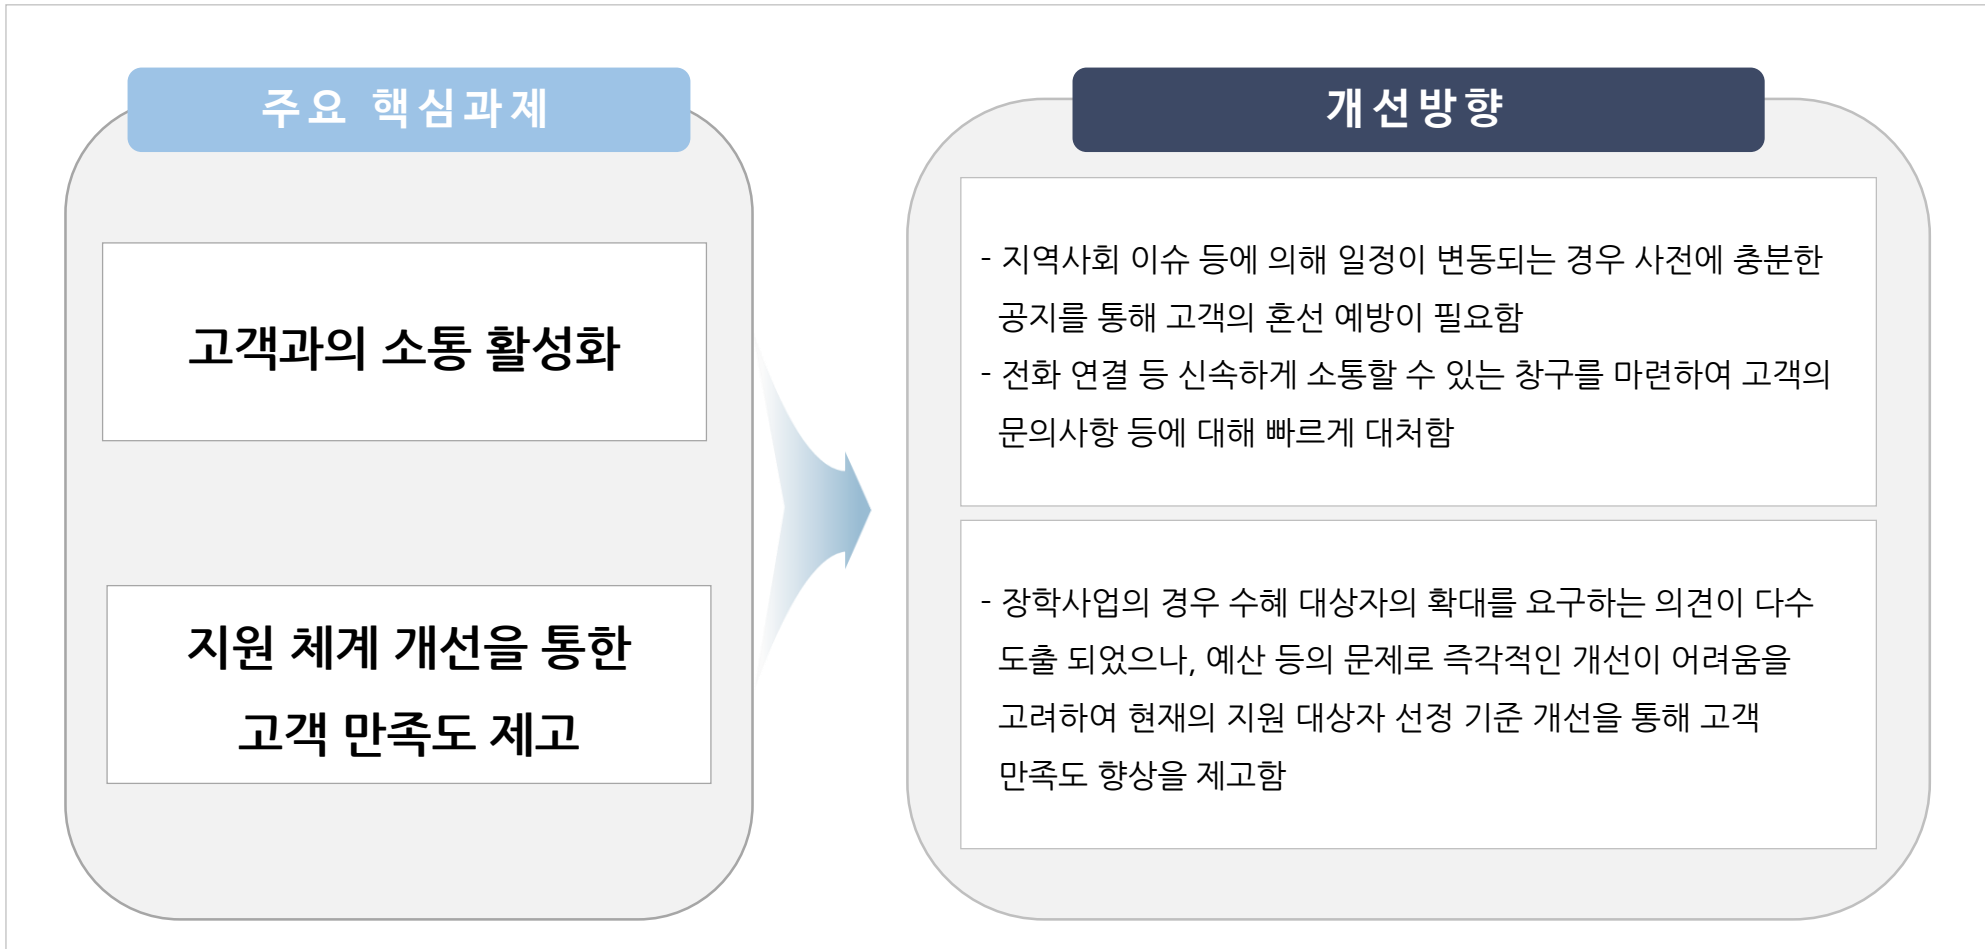 주요 핵심과제
고객과의 소통 활성화
지원 체계 개선을 통한
고객 만족도 제고
개선방향
- 지역사회 이슈 등에 의해 일정이 변동되는 경우 사전에 충분한
공지를 통해 고객의 혼선 예방이 필요함
- 전화 연결 등 신속하게 소통할 수 있는 창구를 마련하여 고객의
문의사항 등에 대해 빠르게 대처함
- 장학사업의 경우 수혜 대상자의 확대를 요구하는 의견이 다수
도출 되었으나, 예산 등의 문제로 즉각적인 개선이 어려움을
고려하여 현재의 지원 대상자 선정 기준 개선을 통해 고객
만족도 향상을 제고함